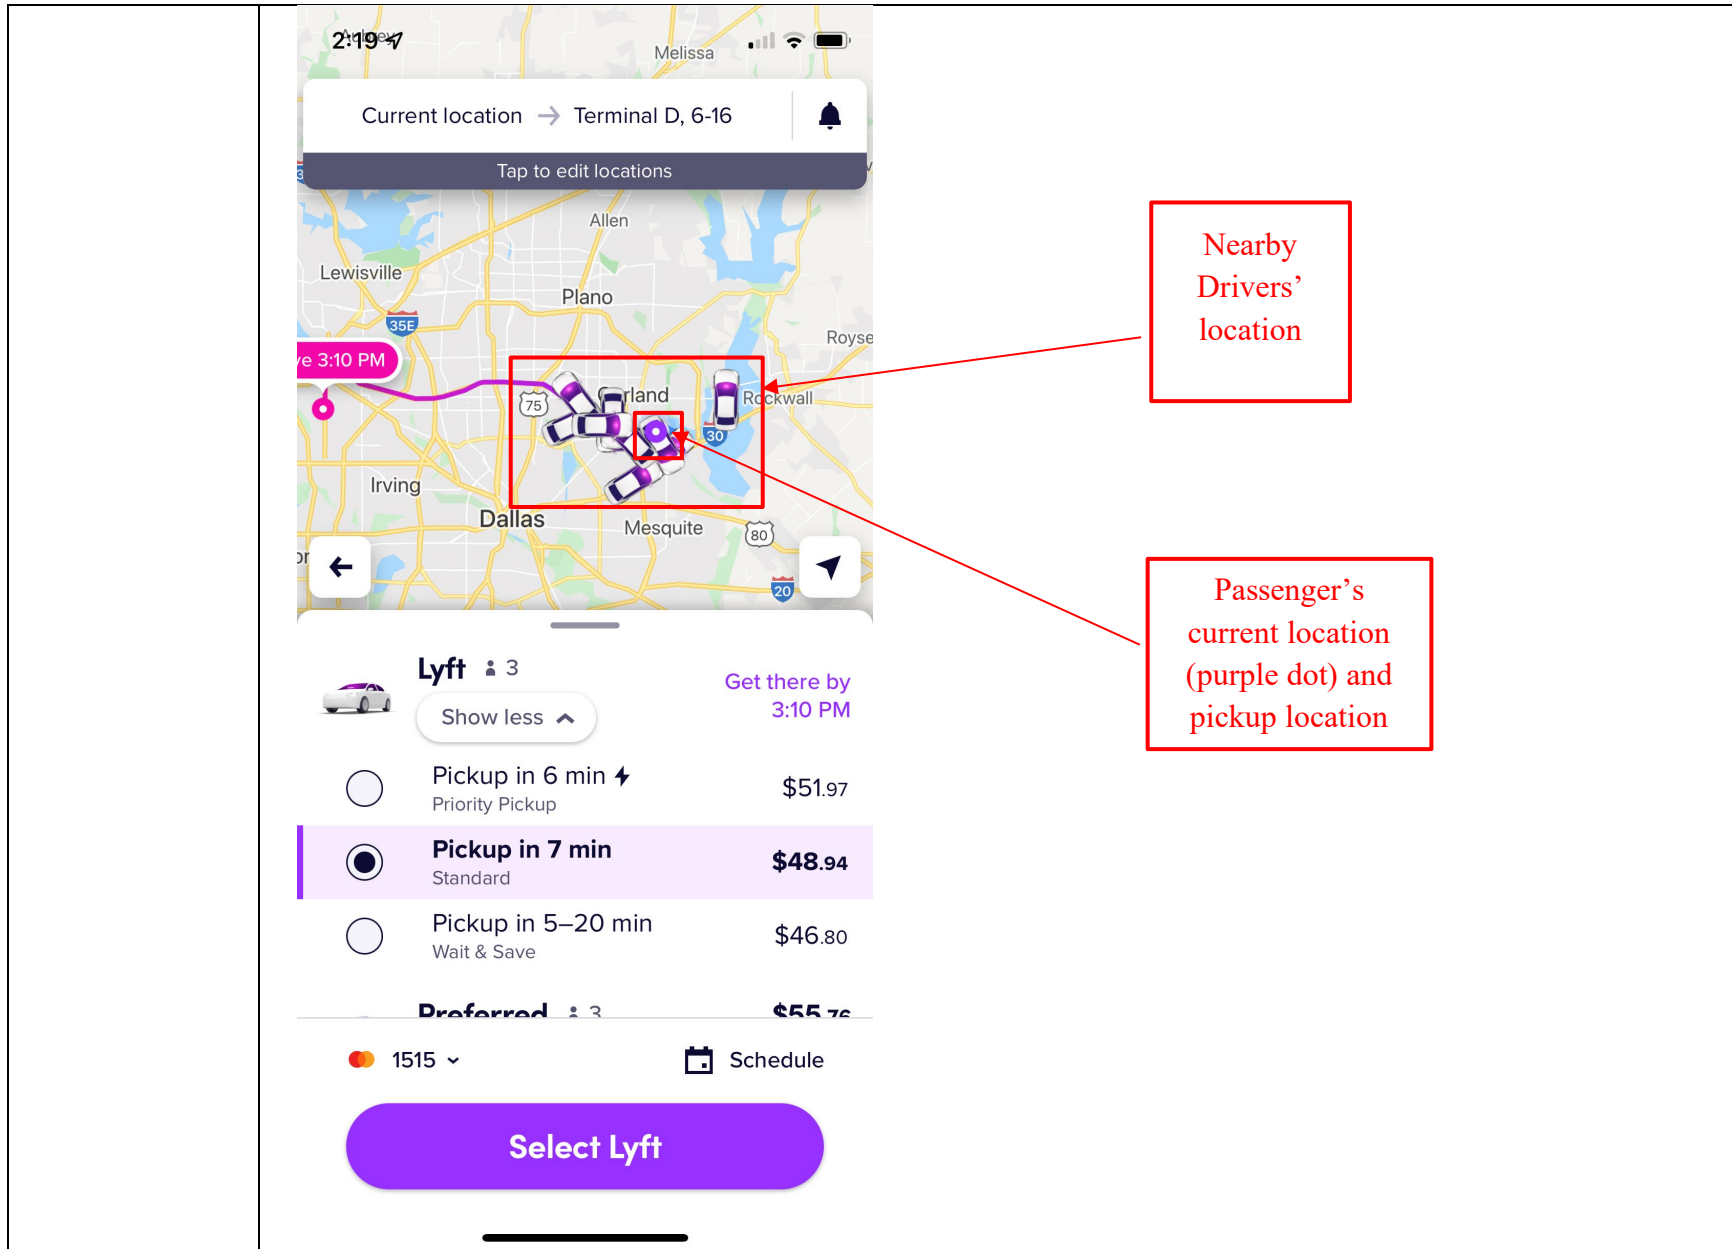 2:19
Melissa
Current location → Terminal D, 6-16
Tap to edit locations
Allen
Lewisville
Plano
35E
Royse
3:10 PM
75
Rockwall
30
Irving
Dallas
Mesquite
80
20
Nearby
Drivers’
location
Passenger’s
current location
(purple dot) and
pickup location
Lyft 3
Get there by
3:10 PM
Show less
Pickup in 6 min
$51.97
Priority Pickup
Pickup in 7 min
$48.94
Standard
Pickup in 5–20 min
$46.80
Wait & Save
Preferred 3
$55.76
1515
Schedule
Select Lyft